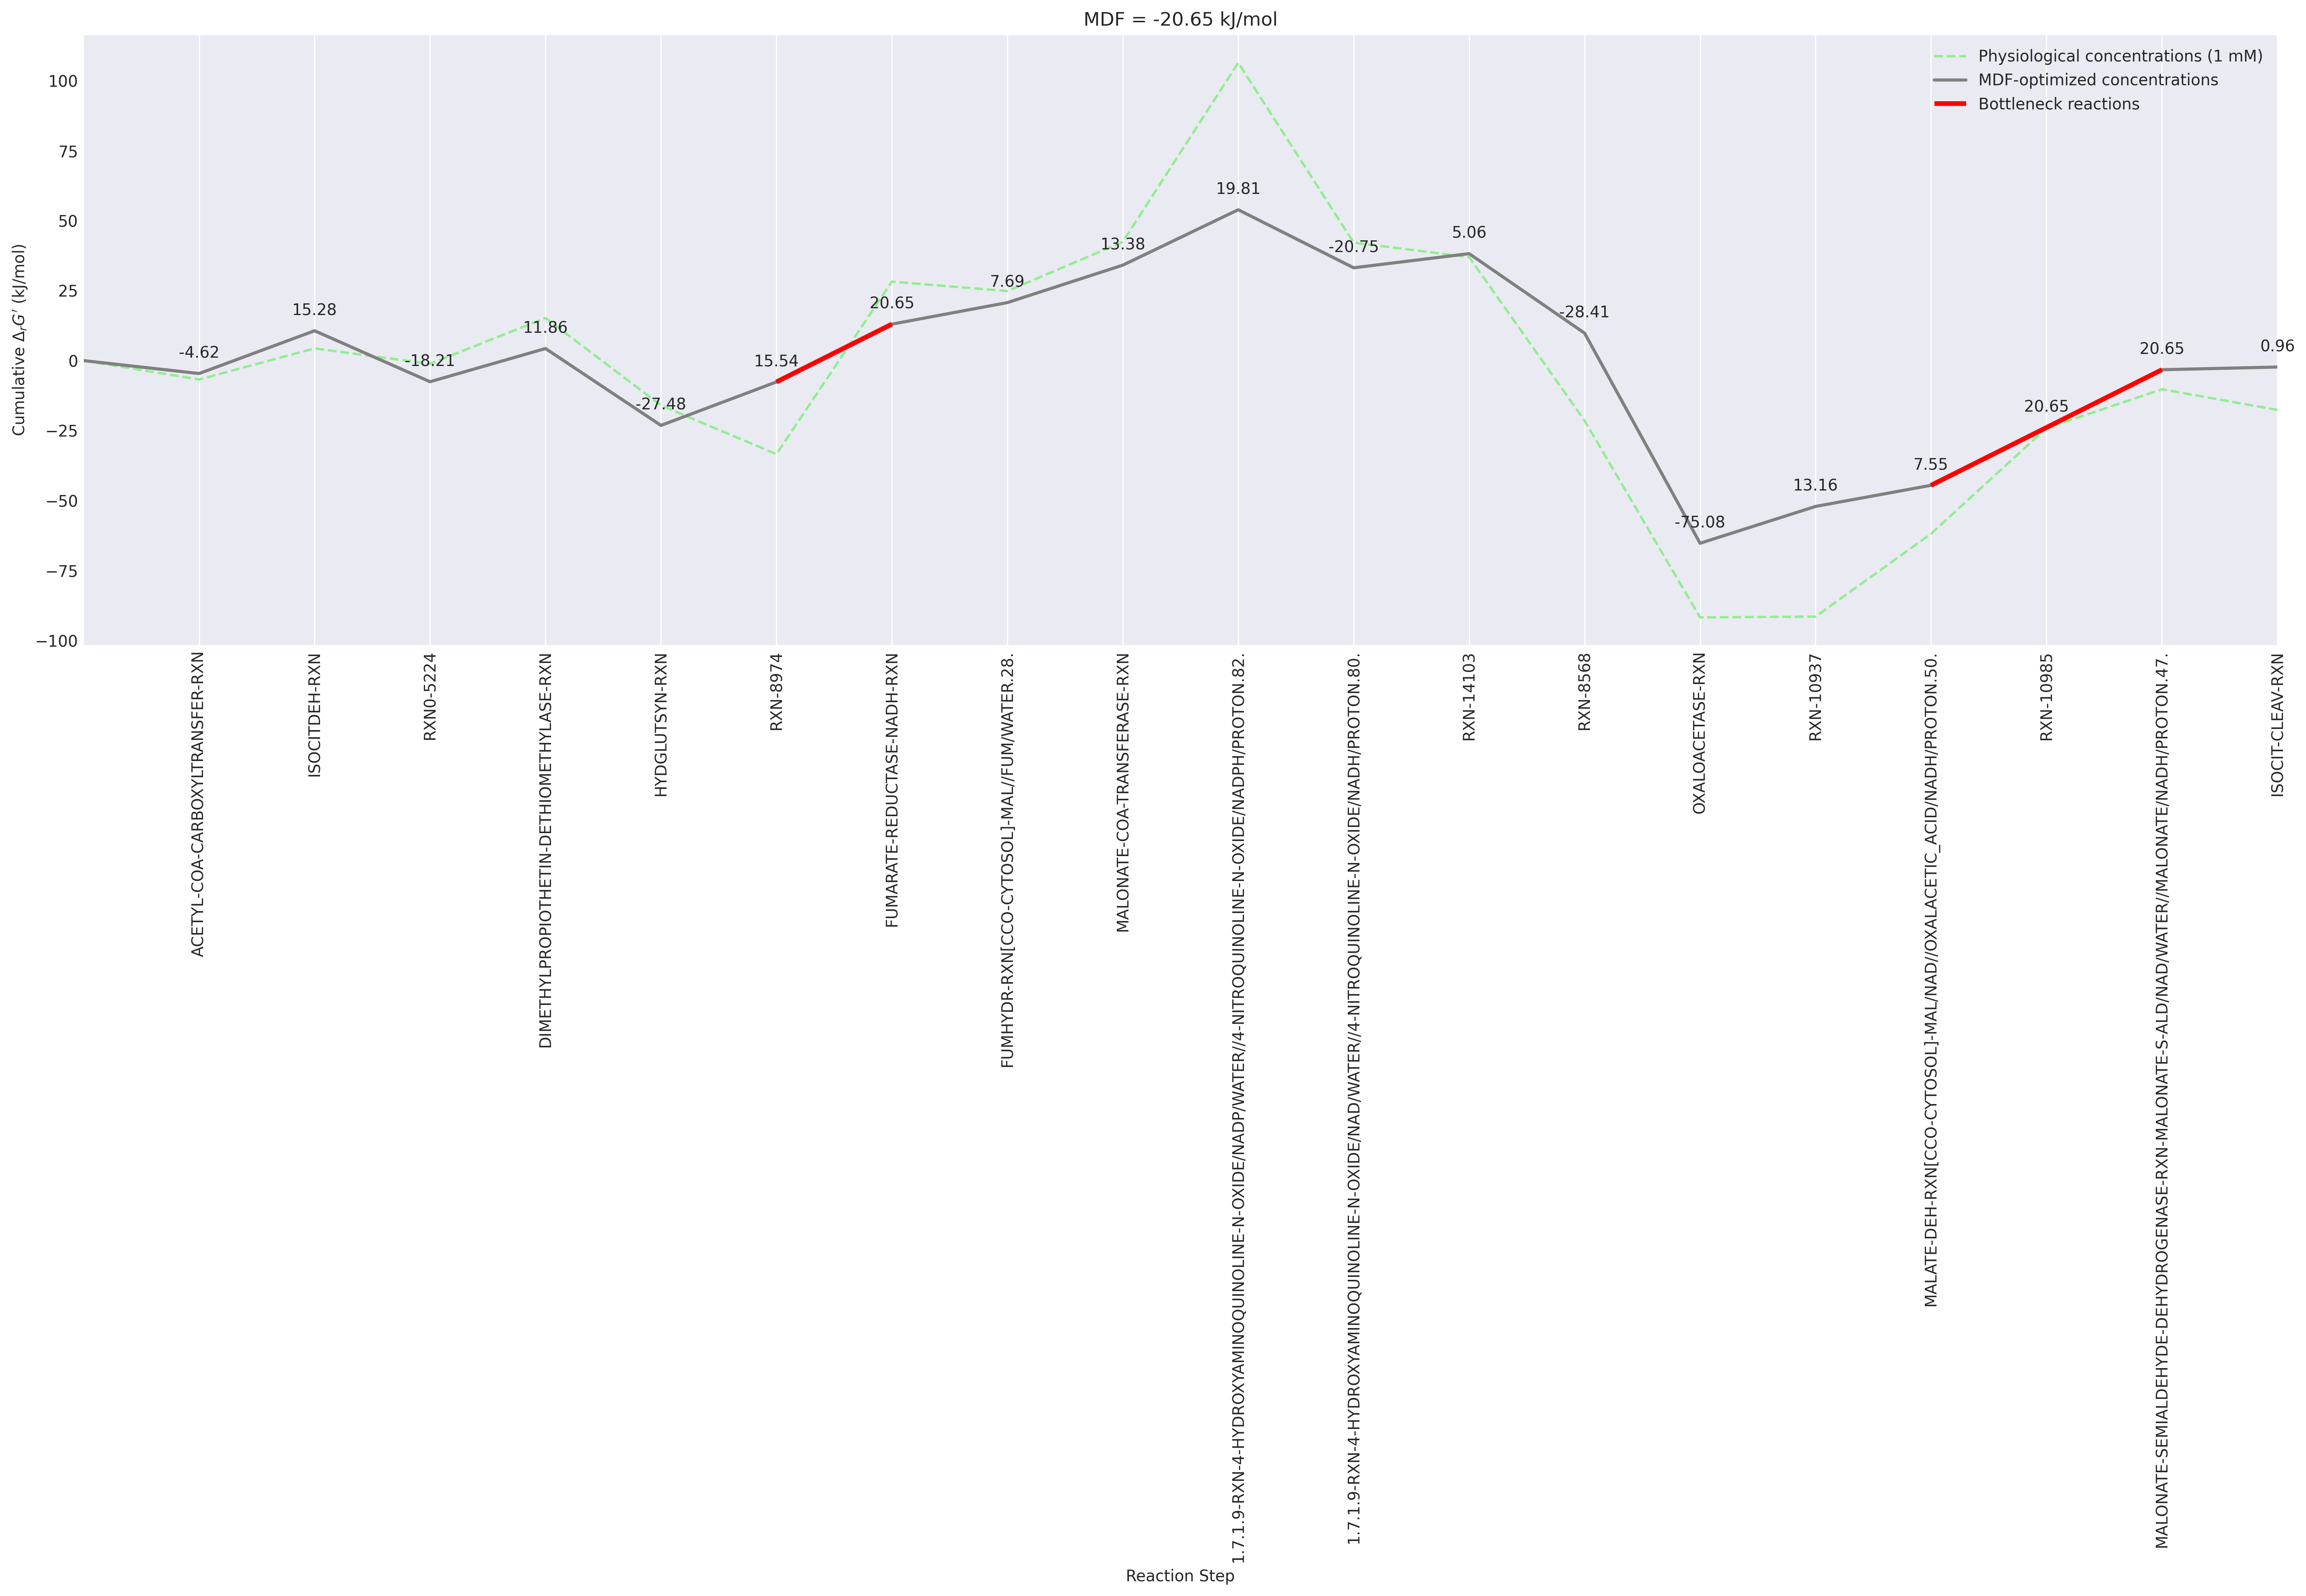 MDF = -20.65 kJ/mol
Physiological concentrations (1 mM)
MDF-optimized concentrations
Bottleneck reactions
Cumulative ΔᵣG′ (kJ/mol)
100
75
50
25
0
−25
−50
−75
−100
-4.62
15.28
-18.21
11.86
-27.48
15.54
20.65
7.69
13.38
19.81
-20.75
5.06
-28.41
-75.08
13.16
7.55
20.65
20.65
0.96
ACETYL-COA-CARBOXYLTRANSFER-RXN
ISOCITDEH-RXN
RXN0-5224
DIMETHYLPROPIOTHETIN-DETHIOMETHYLASE-RXN
HYDGLUTSYN-RXN
RXN-8974
FUMARATE-REDUCTASE-NADH-RXN
FUMHYDR-RXN[CCO-CYTOSOL]-MAL//FUM/WATER.28.
MALONATE-COA-TRANSFERASE-RXN
1.7.1.9-RXN-4-HYDROXYAMINOQUINOLINE-N-OXIDE/NADP/WATER//4-NITROQUINOLINE-N-OXIDE/NADPH/PROTON.82.
1.7.1.9-RXN-4-HYDROXYAMINOQUINOLINE-N-OXIDE/NAD/WATER//4-NITROQUINOLINE-N-OXIDE/NADH/PROTON.80.
RXN-14103
RXN-8568
OXALOACETASE-RXN
RXN-10937
MALATE-DEH-RXN[CCO-CYTOSOL]-MAL/NAD//OXALACETIC_ACID/NADH/PROTON.50.
RXN-10985
MALONATE-SEMIALDEHYDE-DEHYDROGENASE-RXN-MALONATE-S-ALD/NAD/WATER//MALONATE/NADH/PROTON.47.
ISOCIT-CLEAV-RXN
Reaction Step